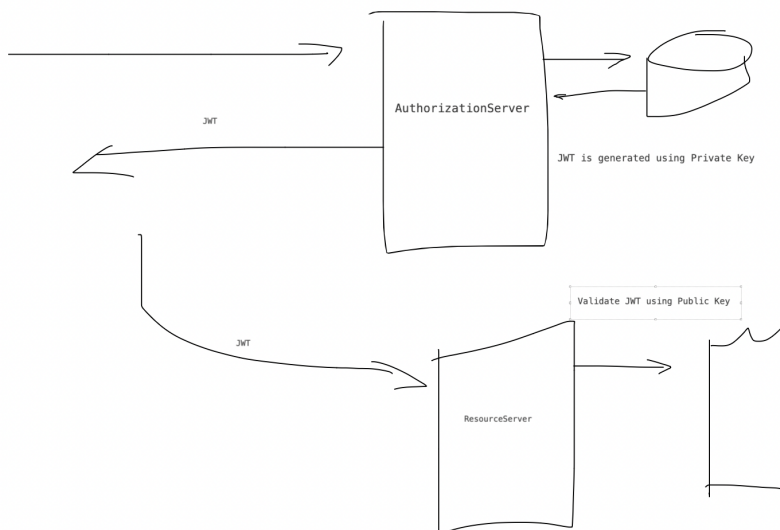 JWT
AuthorizationServer
JWT is generated using Private Key
Validate JWT using Public Key
JWT
ResourceServer